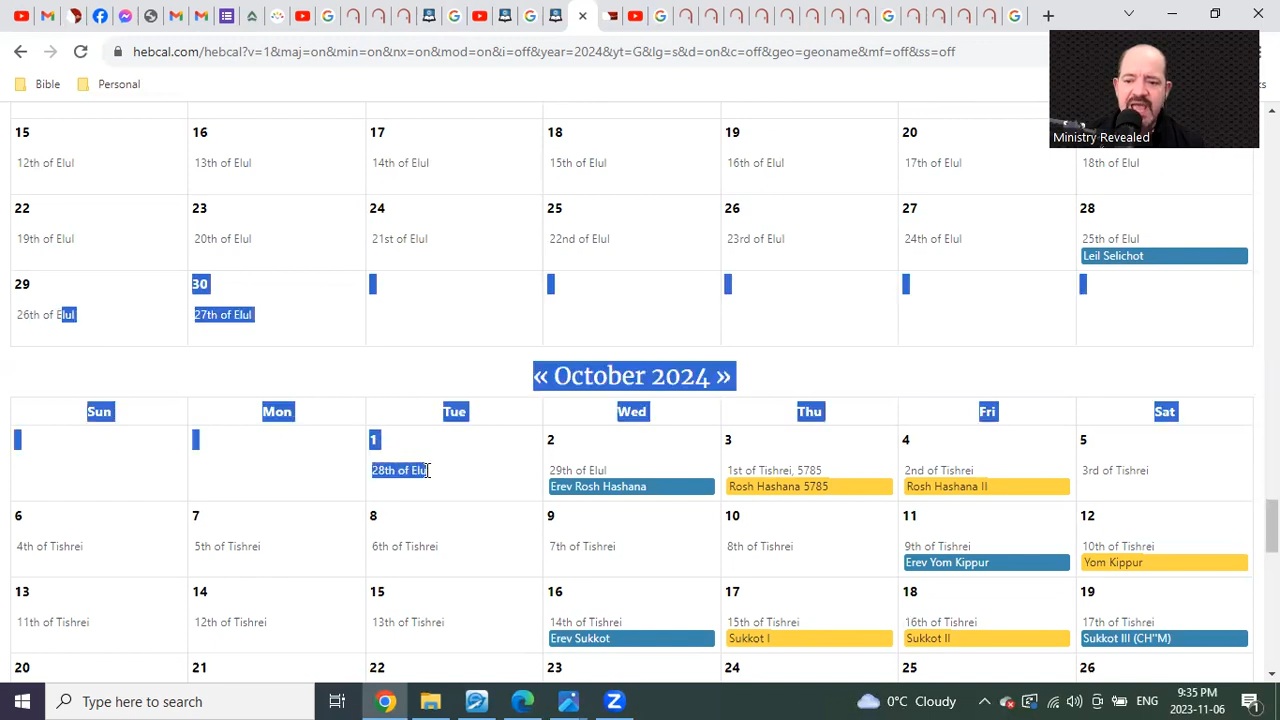 hebcal.com/hebcal?v=1&maj=on&min=on&nx=on&mod=on&i=off&year=2024&yt=G&lg=s&d=on&c=off&geo=geoname&mf=off&ss=off
Bible Personal
Ministry Revealed
15 16 17 18 19 20
12th of Elul 13th of Elul 14th of Elul 15th of Elul 16th of Elul 17th of Elul 18th of Elul
22 23 24 25 26 27 28
19th of Elul 20th of Elul 21st of Elul 22nd of Elul 23rd of Elul 24th of Elul 25th of Elul
Leil Selichot
29 30
26th of Elul 27th of Elul
« October 2024 »
Sun Mon Tue Wed Thu Fri Sat
1 2 3 4 5
28th of Elu 29th of Elul 1st of Tishrei, 5785 2nd of Tishrei 3rd of Tishrei
Erev Rosh Hashana Rosh Hashana 5785 Rosh Hashana II
6 7 8 9 10 11 12
4th of Tishrei 5th of Tishrei 6th of Tishrei 7th of Tishrei 8th of Tishrei 9th of Tishrei 10th of Tishrei
Erev Yom Kippur Yom Kippur
13 14 15 16 17 18 19
11th of Tishrei 12th of Tishrei 13th of Tishrei 14th of Tishrei 15th of Tishrei 16th of Tishrei 17th of Tishrei
Erev Sukkot Sukkot I Sukkot II Sukkot III (CH''M)
20 21 22 23 24 25 26
Type here to search 0°C Cloudy ENG 9:35 PM
2023-11-06